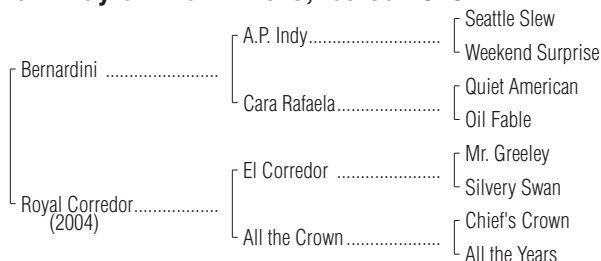 Seattle Slew
A.P. Indy
Weekend Surprise
Bernardini
Quiet American
Cara Rafaela
Oil Fable
Mr. Greeley
El Corredor
Silvery Swan
Royal Corredor
(2004)
Chief's Crown
All the Crown
All the Years